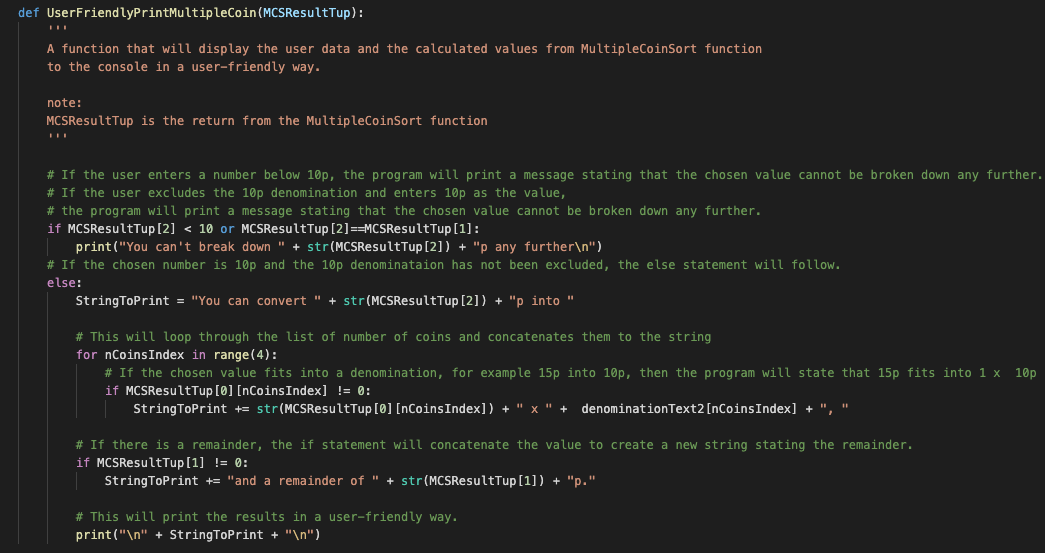 def UserFriendlyPrintMultipleCoin(MCSResultTup):
    '''
    A function that will display the user data and the calculated values from MultipleCoinSort function
    to the console in a user-friendly way.

    note:
    MCSResultTup is the return from the MultipleCoinSort function
    '''

    # If the user enters a number below 10p, the program will print a message stating that the chosen value cannot be broken down any further.
    # If the user excludes the 10p denomination and enters 10p as the value,
    # the program will print a message stating that the chosen value cannot be broken down any further.
    if MCSResultTup[2] < 10 or MCSResultTup[2]==MCSResultTup[1]:
        print("You can't break down " + str(MCSResultTup[2]) + "p any further\n")
    # If the chosen number is 10p and the 10p denominataion has not been excluded, the else statement will follow.
    else:
        StringToPrint = "You can convert " + str(MCSResultTup[2]) + "p into "

        # This will loop through the list of number of coins and concatenates them to the string
        for nCoinsIndex in range(4):
            # If the chosen value fits into a denomination, for example 15p into 10p, then the program will state that 15p fits into 1 x  10p
            if MCSResultTup[0][nCoinsIndex] != 0:
                StringToPrint += str(MCSResultTup[0][nCoinsIndex]) + " x " +  denominationText2[nCoinsIndex] + ", "

        # If there is a remainder, the if statement will concatenate the value to create a new string stating the remainder.
        if MCSResultTup[1] != 0:
            StringToPrint += "and a remainder of " + str(MCSResultTup[1]) + "p."

        # This will print the results in a user-friendly way.
        print("\n" + StringToPrint + "\n")